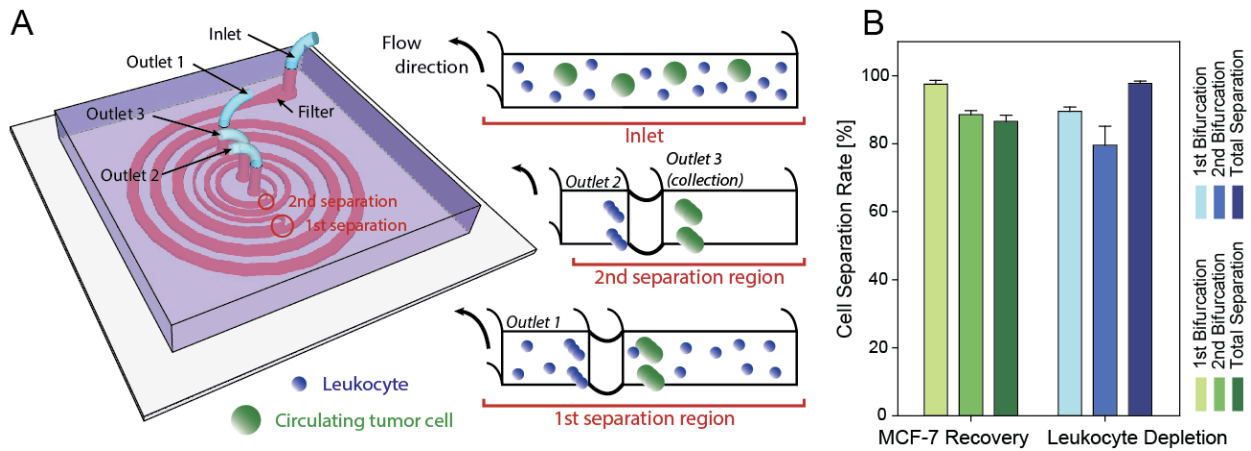 A
Inlet
Outlet 1
Outlet 3
Outlet 2
Filter
2nd separation
1st separation
Leukocyte
Circulating tumor cell
Flow
direction
Inlet
Outlet 2
Outlet 3
(collection)
2nd separation region
Outlet 1
1st separation region
B
Cell Separation Rate [%]
100
80
60
40
20
0
MCF-7 Recovery
Leukocyte Depletion
1st Bifurcation
2nd Bifurcation
Total Separation
1st Bifurcation
2nd Bifurcation
Total Separation